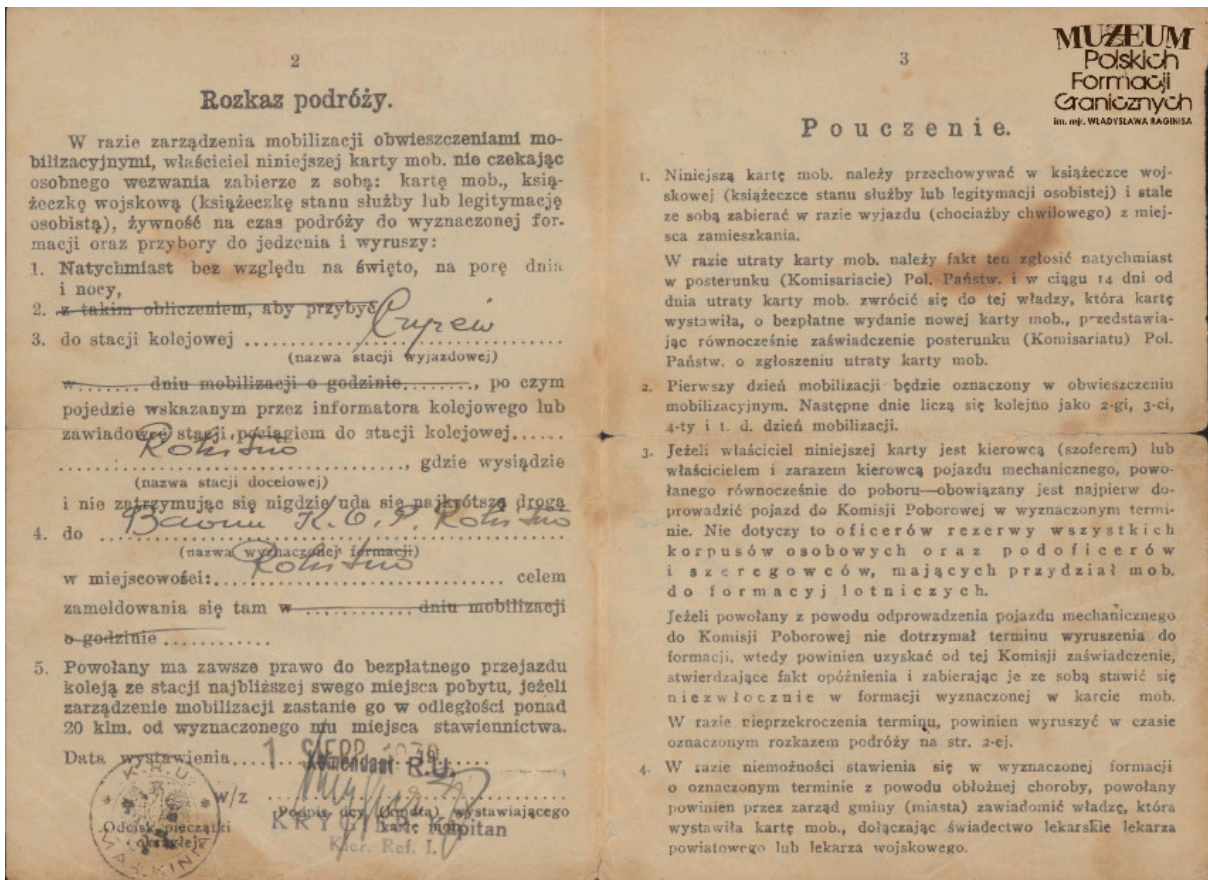 2
Rozkaz podróży.
W razie zarządzenia mobilizacji obwieszczeniami mo-
bilizacyjnymi, właściciel niniejszej karty mob. nie czekając
osobnego wezwania zabierze z sobą: kartę mob., ksią-
żeczkę wojskową (książeczkę stanu służby lub legitymację
osobistą), żywność na czas podróży do wyznaczonej for-
macji oraz przybory do jedzenia i wyruszy:
1. Natychmiast bez względu na święto, na porę dnia
i nocy,
2. z takim obliczeniem, aby przybyć
3. do stacji kolejowej ..........
(nazwa stacji wyjazdowej)
w....... dniu mobilizacji o godzinie........, po czym
pojedzie wskazanym przez informatora kolejowego lub
zawiadowcę stacji, pociągiem do stacji kolejowej......
Rokitno
.........., gdzie wysiądzie
(nazwa stacji docelowej)
i nie zatrzymując się nigdzie uda się najkrótszą drogą
4. do Baonu K.O.P. Rokitno
(nazwa wyznaczonej formacji)
w miejscowości: Rokitno celem
zameldowania się tam w.......... dniu mobilizacji
o godzinie ............
5. Powołany ma zawsze prawo do bezpłatnego przejazdu
koleją ze stacji najbliższej swego miejsca pobytu, jeżeli
zarządzenie mobilizacji zastanie go w odległości ponad
20 klm. od wyznaczonego mu miejsca stawiennictwa.
Data wystawienia 1 SIERP. 1939
Komendant R.U.
w/z
Podpis wystawiającego
kartę mob.
KRYGIER Kapitan
Kier. Ref. I.
Odcisk pieczątki
okrągłej
K.R.U
3
MUZEUM
Polskich
Formacji
Granicznych
im. mjr. WŁADYSŁAWA RAGINISA
Pouczenie.
1. Niniejszą kartę mob. należy przechowywać w książeczce woj-
skowej (książeczce stanu służby lub legitymacji osobistej) i stale
ze sobą zabierać w razie wyjazdu (chociażby chwilowego) z miej-
sca zamieszkania.
W razie utraty karty mob. należy fakt ten zgłosić natychmiast
w posterunku (Komisariacie) Pol. Państw. i w ciągu 14 dni od
dnia utraty karty mob. zwrócić się do tej władzy, która kartę
wystawiła, o bezpłatne wydanie nowej karty mob., przedstawia-
jąc równocześnie zaświadczenie posterunku (Komisariatu) Pol.
Państw. o zgłoszeniu utraty karty mob.
2. Pierwszy dzień mobilizacji będzie oznaczony w obwieszczeniu
mobilizacyjnym. Następne dnie liczą się kolejno jako 2-gi, 3-ci,
4-ty i t. d. dzień mobilizacji.
3. Jeżeli właściciel niniejszej karty jest kierowcą (szoferem) lub
właścicielem i zarazem kierowcą pojazdu mechanicznego, powo-
łanego równocześnie do poboru—obowiązany jest najpierw do-
prowadzić pojazd do Komisji Poborowej w wyznaczonym termi-
nie. Nie dotyczy to oficerów rezerwy wszystkich
korpusów osobowych oraz podoficerów
i szeregowców, mających przydział mob.
do formacyj lotniczych.
Jeżeli powołany z powodu odprowadzenia pojazdu mechanicznego
do Komisji Poborowej nie dotrzymał terminu wyruszenia do
formacji, wtedy powinien uzyskać od tej Komisji zaświadczenie,
stwierdzające fakt opóźnienia i zabierając je ze sobą stawić się
niezwłocznie w formacji wyznaczonej w karcie mob.
W razie nieprzekroczenia terminu, powinien wyruszyć w czasie
oznaczonym rozkazem podróży na str. 2-ej.
4. W razie niemożności stawienia się w wyznaczonej formacji
o oznaczonym terminie z powodu obłożnej choroby, powołany
powinien przez zarząd gminy (miasta) zawiadomić władzę, która
wystawiła kartę mob., dołączając świadectwo lekarskie lekarza
powiatowego lub lekarza wojskowego.